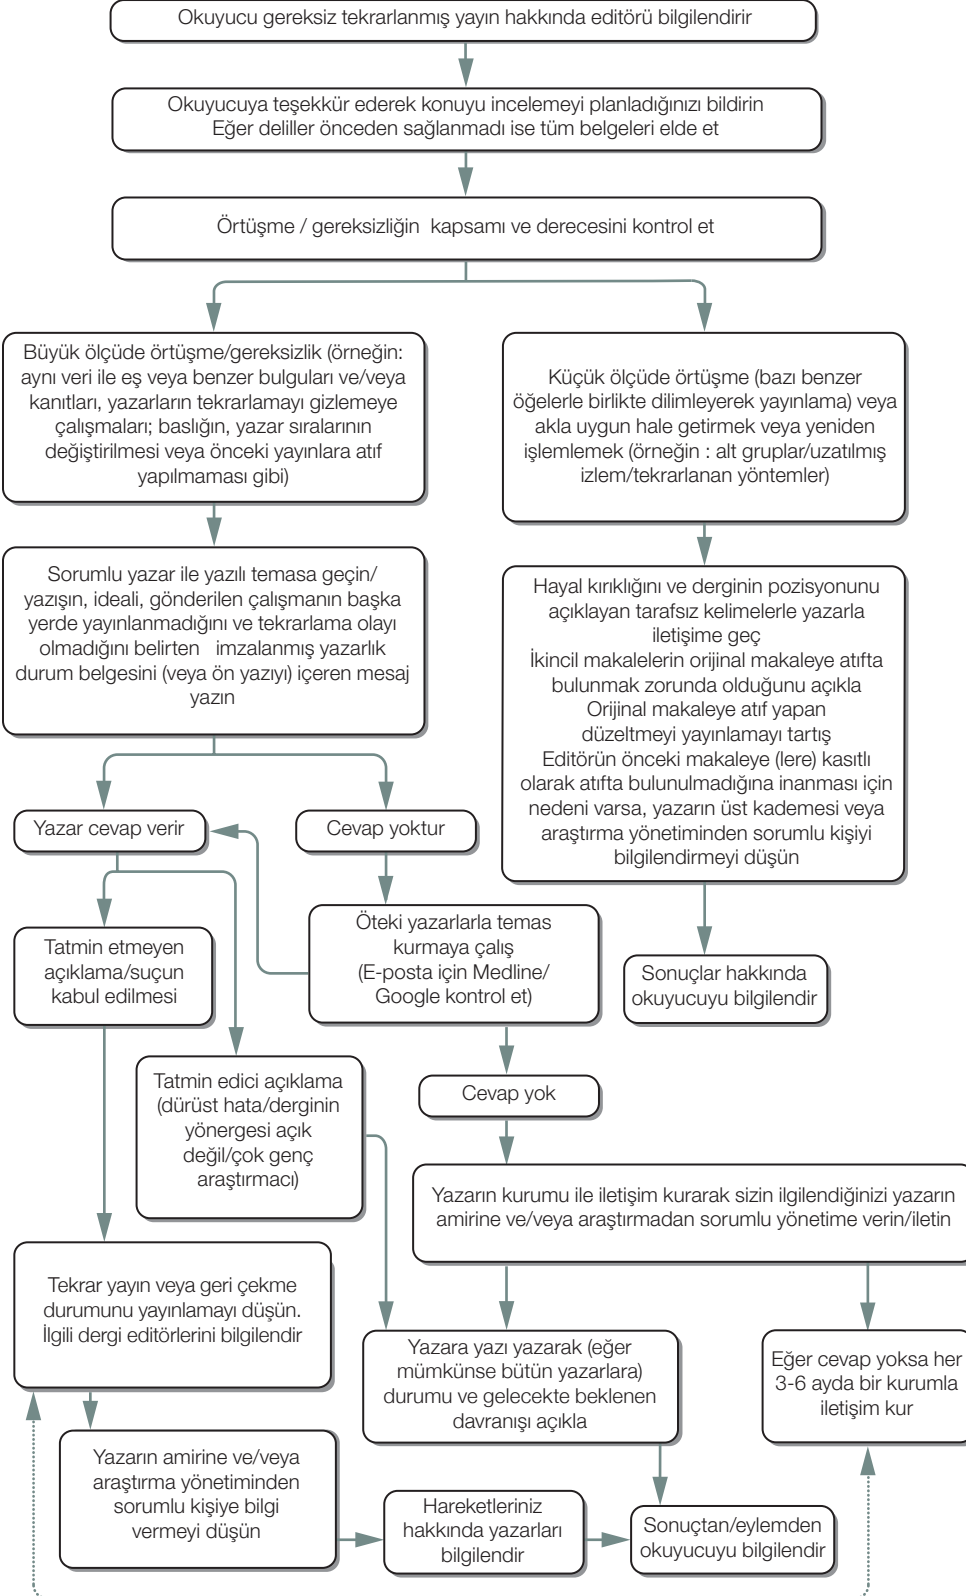 Okuyucu gereksiz tekrarlanmış yayın hakkında editörü bilgilendirir
Okuyucuya teşekkür ederek konuyu incelemeyi planladığınızı bildirin
Eğer deliller önceden sağlanmadı ise tüm belgeleri elde et
Örtüşme / gereksizliğin kapsamı ve derecesini kontrol et
Büyük ölçüde örtüşme/gereksizlik (örneğin:
aynı veri ile eş veya benzer bulguları ve/veya
kanıtları, yazarların tekrarlamayı gizlemeye
çalışmaları; baslığın, yazar sıralarının
değiştirilmesi veya önceki yayınlara atıf
yapılmaması gibi)
Küçük ölçüde örtüşme (bazı benzer
öğelerle birlikte dilimleyerek yayınlama) veya
akla uygun hale getirmek veya yeniden
işlemlemek (örneğin : alt gruplar/uzatılmış
izlem/tekrarlanan yöntemler)
Sorumlu yazar ile yazılı temasa geçin/
yazışın, ideali, gönderilen çalışmanın başka
yerde yayınlanmadığını ve tekrarlama olayı
olmadığını belirten imzalanmış yazarlık
durum belgesini (veya ön yazıyı) içeren mesaj
yazın
Hayal kırıklığını ve derginin pozisyonunu
açıklayan tarafsız kelimelerle yazarla
iletişime geç
İkincil makalelerin orijinal makaleye atıfta
bulunmak zorunda olduğunu açıkla
Orijinal makaleye atıf yapan
düzeltmeyi yayınlamayı tartış
Editörün önceki makaleye (lere) kasıtlı
olarak atıfta bulunulmadığına inanması için
nedeni varsa, yazarın üst kademesi veya
araştırma yönetiminden sorumlu kişiyi
bilgilendirmeyi düşün
Yazar cevap verir
Cevap yoktur
Tatmin etmeyen
açıklama/suçun
kabul edilmesi
Öteki yazarlarla temas
kurmaya çalış
(E-posta için Medline/
Google kontrol et)
Sonuçlar hakkında
okuyucuyu bilgilendir
Tatmin edici açıklama
(dürüst hata/derginin
yönergesi açık
değil/çok genç
araştırmacı)
Cevap yok
Yazarın kurumu ile iletişim kurarak sizin ilgilendiğinizi yazarın
amirine ve/veya araştırmadan sorumlu yönetime verin/iletin
Tekrar yayın veya geri çekme
durumunu yayınlamayı düşün.
İlgili dergi editörlerini bilgilendir
Yazara yazı yazarak (eğer
mümkünse bütün yazarlara)
durumu ve gelecekte beklenen
davranışı açıkla
Eğer cevap yoksa her
3-6 ayda bir kurumla
iletişim kur
Yazarın amirine ve/veya
araştırma yönetiminden
sorumlu kişiye bilgi
vermeyi düşün
Hareketleriniz
hakkında yazarları
bilgilendir
Sonuçtan/eylemden
okuyucuyu bilgilendir